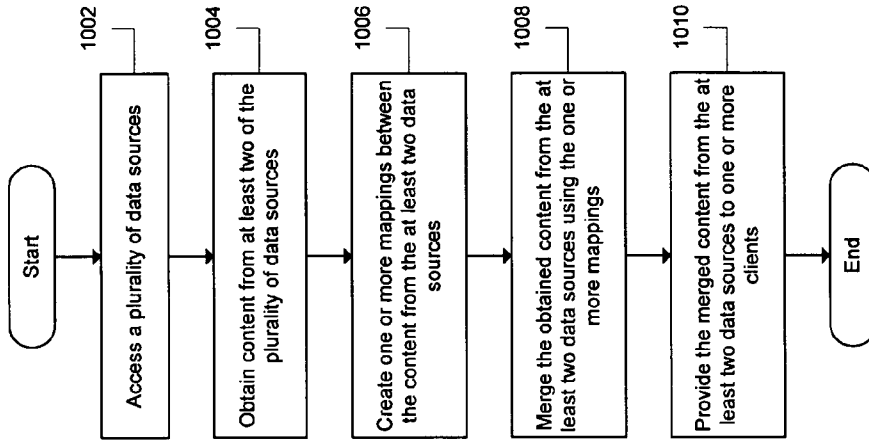 Start
1002
Access a plurality of data sources
1004
Obtain content from at least two of the
plurality of data sources
1006
Create one or more mappings between
the content from the at least two data
sources
1008
Merge the obtained content from the at
least two data sources using the one or
more mappings
1010
Provide the merged content from the at
least two data sources to one or more
clients
End